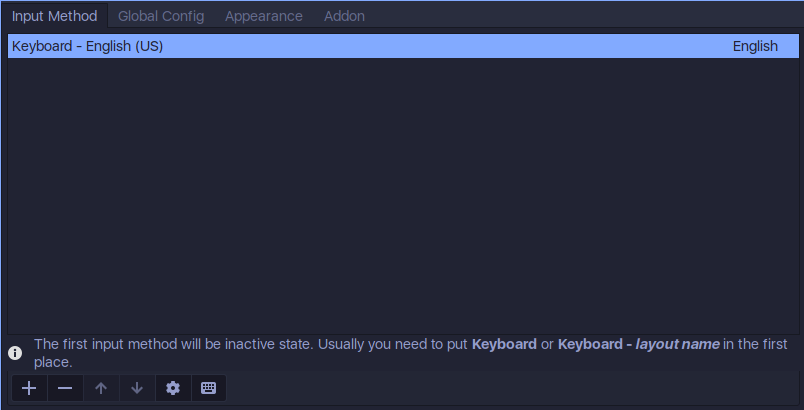 Input Method Global Config Appearance Addon
Keyboard - English (US) English
The first input method will be inactive state. Usually you need to put Keyboard or Keyboard - layout name in the first
place.